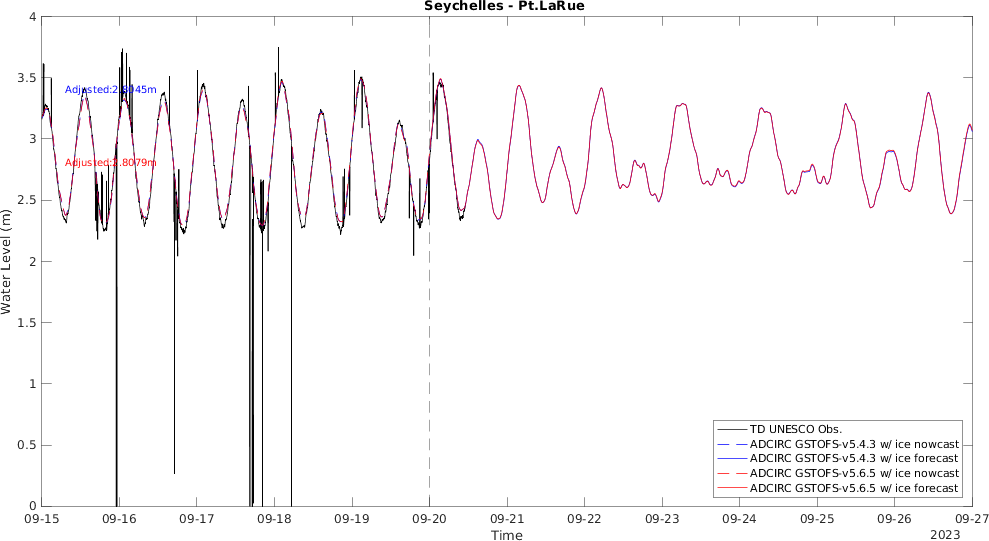 Seychelles - Pt.LaRue
Water Level (m)
4
3.5
3
2.5
2
1.5
1
0.5
0
Adjusted:2.8045m
Adjusted:2.8079m
TD UNESCO Obs.
ADCIRC GSTOFS-v5.4.3 w/ ice nowcast
ADCIRC GSTOFS-v5.4.3 w/ ice forecast
ADCIRC GSTOFS-v5.6.5 w/ ice nowcast
ADCIRC GSTOFS-v5.6.5 w/ ice forecast
09-15 09-16 09-17 09-18 09-19 09-20 09-21 09-22 09-23 09-24 09-25 09-26 09-27
Time
2023